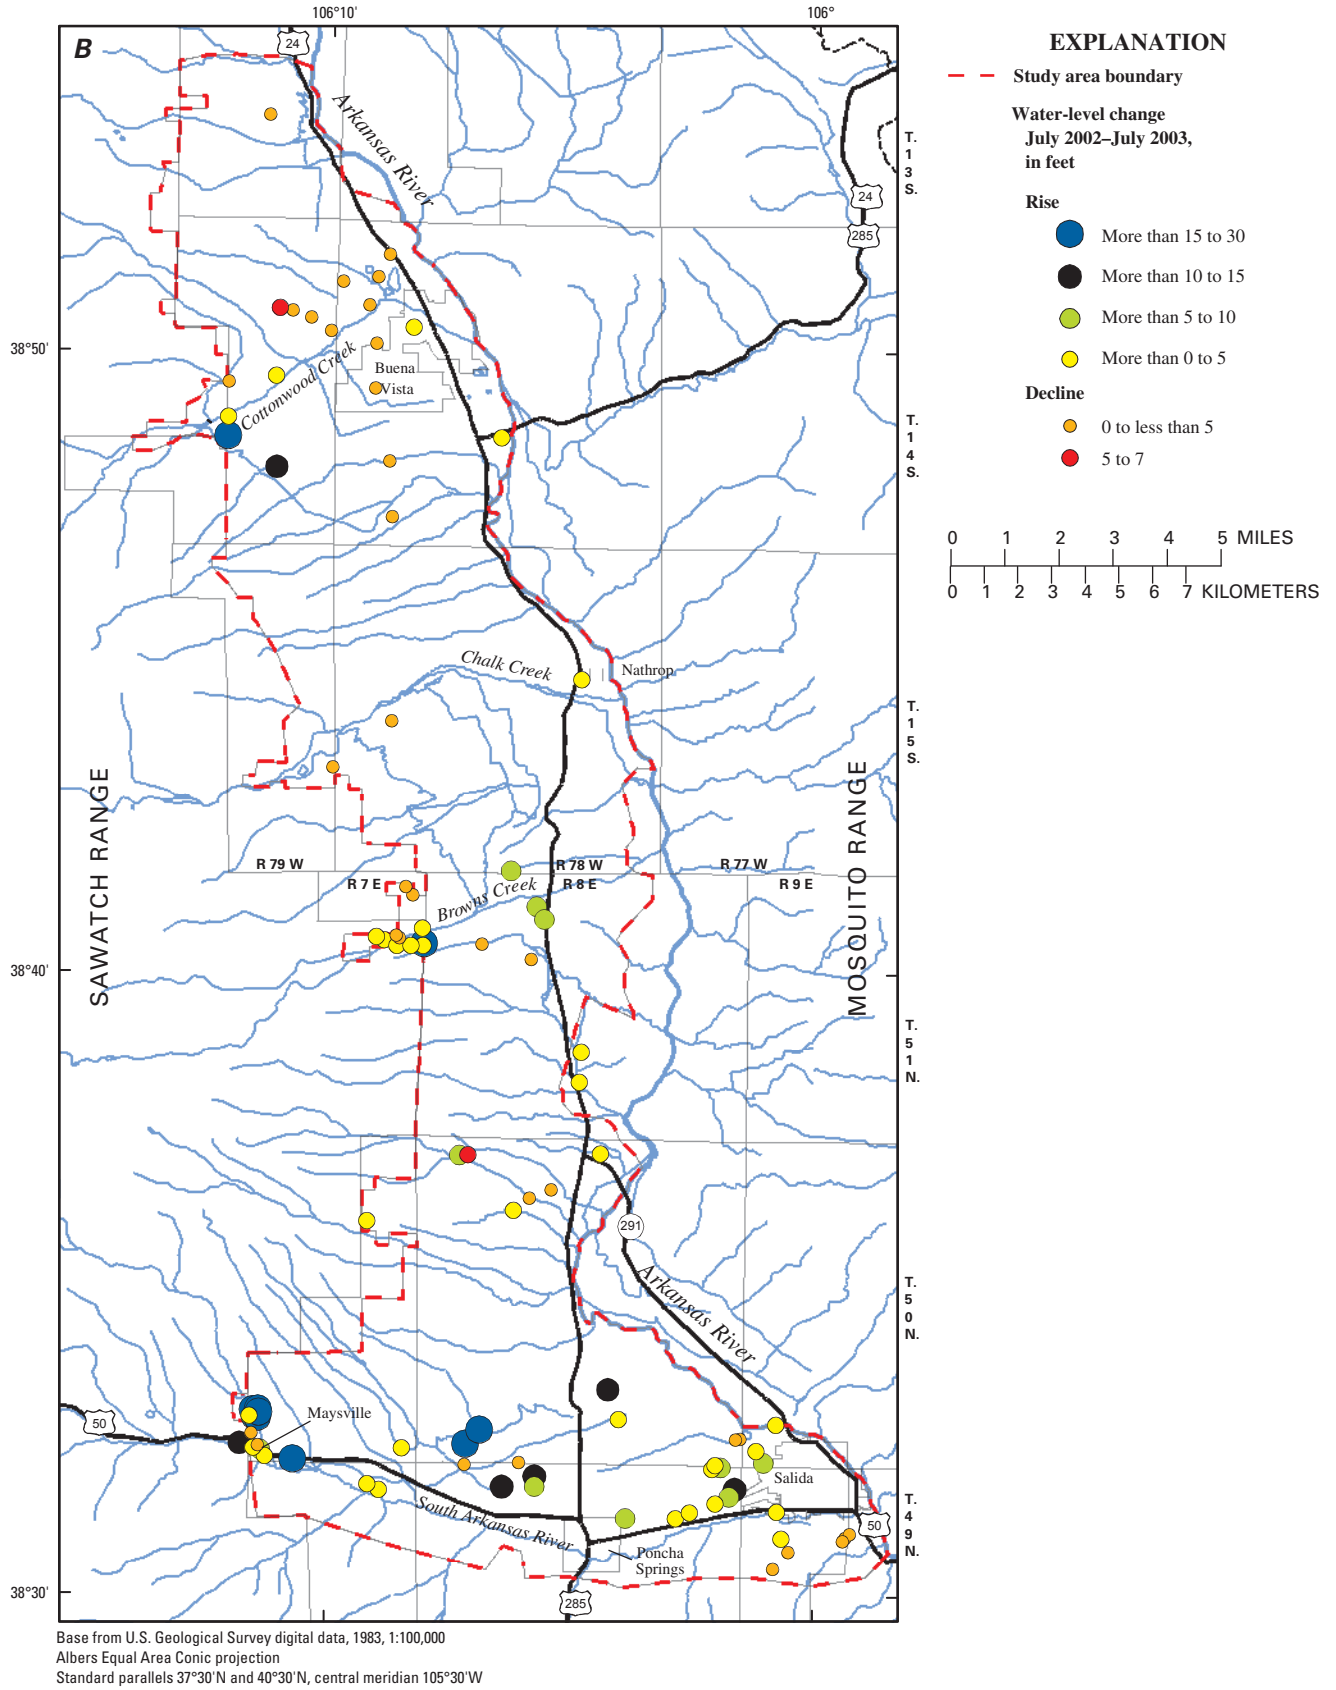 106°10'
106°
B
24
EXPLANATION
Study area boundary
Water-level change
July 2002–July 2003,
in feet
Rise
More than 15 to 30
More than 10 to 15
More than 5 to 10
More than 0 to 5
Decline
0 to less than 5
5 to 7
0 1 2 3 4 5 MILES
0 1 2 3 4 5 6 7 KILOMETERS
Arkansas River
T.
1
3
S.
24
285
38°50'
Cottonwood Creek
Buena
Vista
T.
1
4
S.
Chalk Creek
Nathrop
T.
1
5
S.
SAWATCH RANGE
MOSQUITO RANGE
R 79 W
R 78 W
R 77 W
R 7 E
R 8 E
R 9 E
Browns Creek
38°40'
T.
5
1
N.
291
Arkansas River
T.
5
0
N.
50
Maysville
Salida
South Arkansas River
T.
4
9
N.
50
Poncha
Springs
38°30'
285
Base from U.S. Geological Survey digital data, 1983, 1:100,000
Albers Equal Area Conic projection
Standard parallels 37°30'N and 40°30'N, central meridian 105°30'W